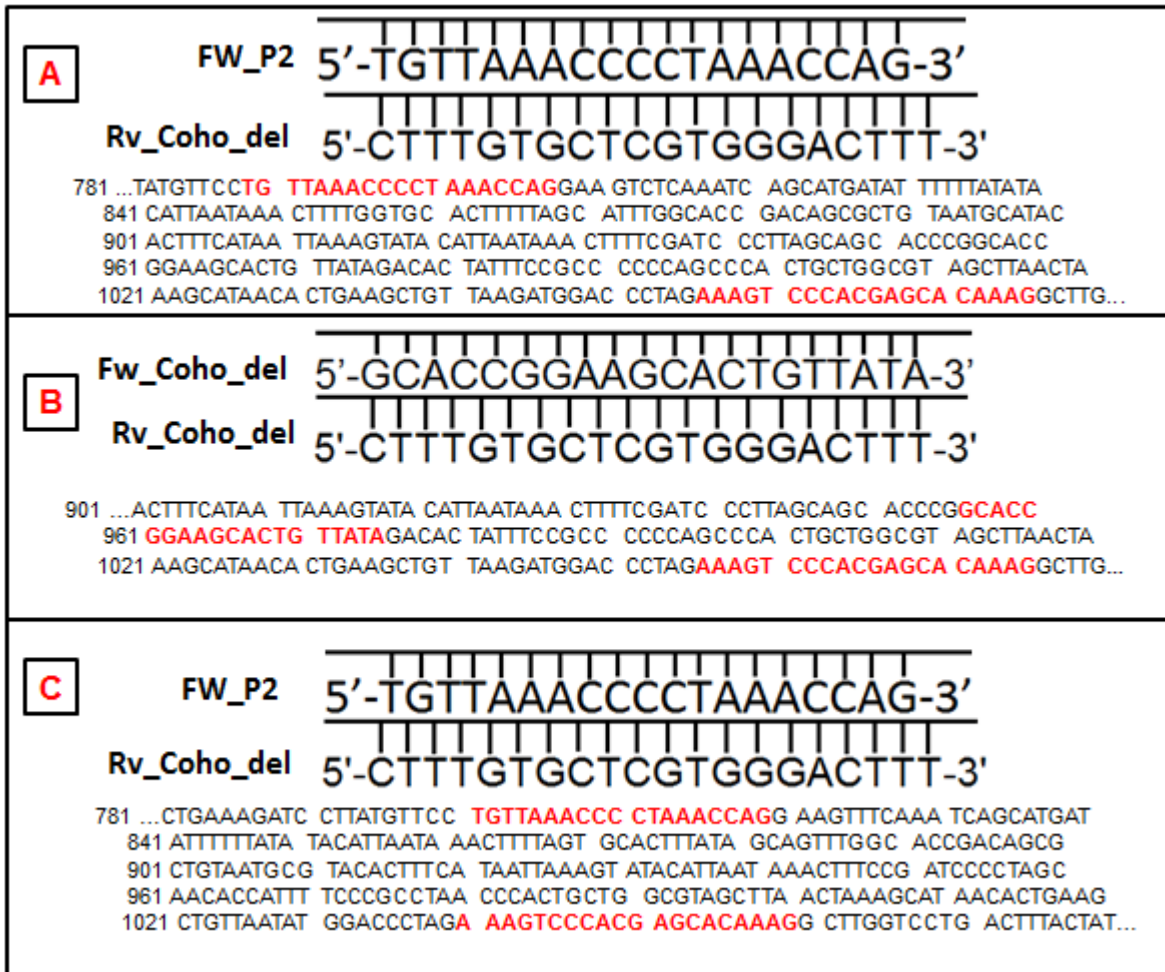 A
FW_P2 5'-TGTTAAACCCCTAAACCAG-3'
Rv_Coho_del 5'-CTTTGTGCTCGTGGGACTTT-3'
781 ...TATGTTCCTG TTAAACCCCT AAACCAGGAA GTCTCAAATC AGCATGATAT TTTTTATATA
841 CATTAATAAA CTTTTGGTGC ACTTTTTAGC ATTTGGCACC GACAGCGCTG TAATGCATAC
901 ACTTTCATAA TTAAAGTATA CATTAATAAA CTTTTCGATC CCTTAGCAGC ACCCGGCACC
961 GGAAGCACTG TTATAGACAC TATTTCCGCC CCCCAGCCCA CTGCTGGCGT AGCTTAACTA
1021 AAGCATAACA CTGAAGCTGT TAAGATGGAC CCTAGAAAGT CCCACGAGCA CAAAGGCTTG...
B
Fw_Coho_del 5'-GCACCGGAAGCACTGTTATA-3'
Rv_Coho_del 5'-CTTTGTGCTCGTGGGACTTT-3'
901 ...ACTTTCATAA TTAAAGTATA CATTAATAAA CTTTTCGATC CCTTAGCAGC ACCCGGCACC
961 GGAAGCACTG TTATAGACAC TATTTCCGCC CCCCAGCCCA CTGCTGGCGT AGCTTAACTA
1021 AAGCATAACA CTGAAGCTGT TAAGATGGAC CCTAGAAAGT CCCACGAGCA CAAAGGCTTG...
C
FW_P2 5'-TGTTAAACCCCTAAACCAG-3'
Rv_Coho_del 5'-CTTTGTGCTCGTGGGACTTT-3'
781 ...CTGAAAGATC CTTATGTTCC TGTTAAACCC CTAAACCAGG AAGTTTCAAA TCAGCATGAT
841 ATTTTTTATA TACATTAATA AACTTTTAGT GCACTTTATA GCAGTTTGGC ACCGACAGCG
901 CTGTAATGCG TACACTTTCA TAATTAAAGT ATACATTAAT AAACTTTCCG ATCCCCTAGC
961 AACACCATTT TCCCGCCTAA CCCACTGCTG GCGTAGCTTA ACTAAAGCAT AACACTGAAG
1021 CTGTTAATAT GGACCCTAGA AAGTCCCACG AGCACAAAGG CTTGGTCCTG ACTTTACTAT...